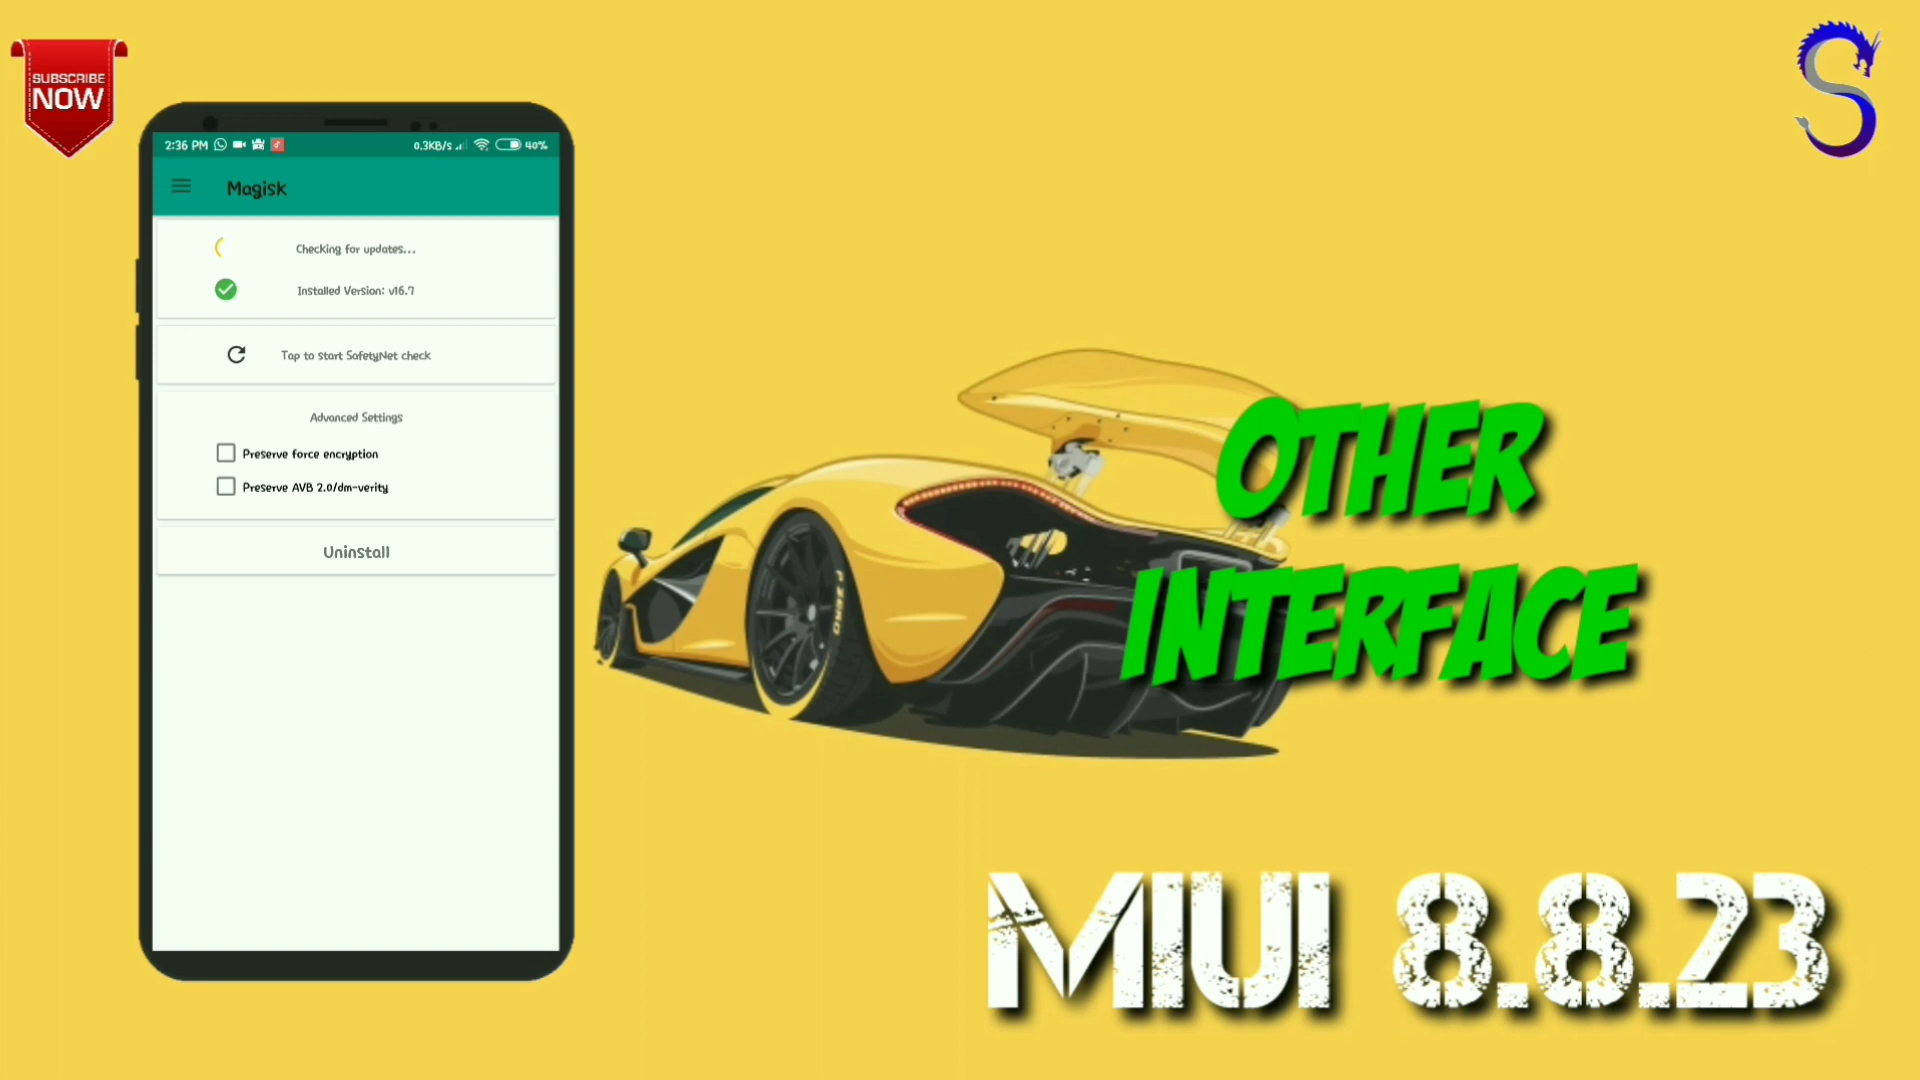 SUBSCRIBE
NOW
2:36 PM
0.3KB/s
40%
Magisk
Checking for updates...
Installed Version: v16.7
Tap to start SafetyNet check
Advanced Settings
Preserve force encryption
Preserve AVB 2.0/dm-verity
Uninstall
P ZERO
OTHER
INTERFACE
MIUI 8.8.23
S